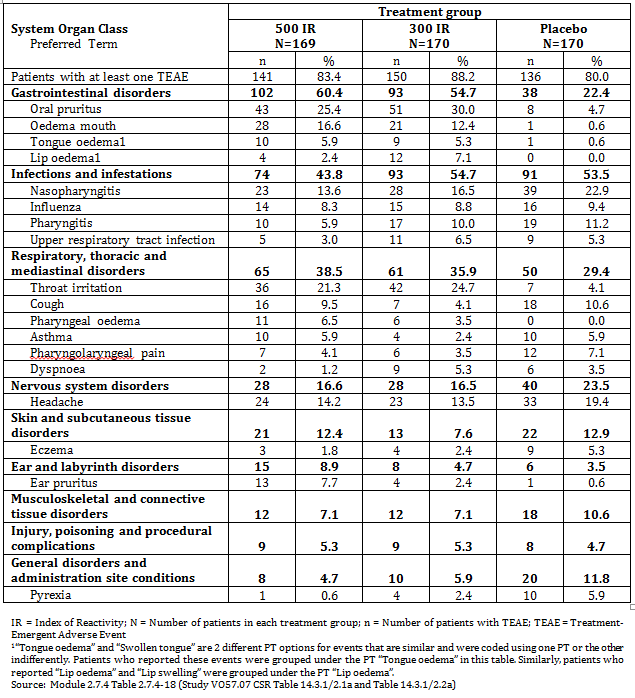 Treatment group
System Organ Class 500 IR 300 IR Placebo
Preferred Term N=169 N=170 N=170
n % n % n %
Patients with at least one TEAE 141 83.4 150 88.2 136 80.0
Gastrointestinal disorders 102 60.4 93 54.7 38 22.4
Oral pruritus 43 25.4 51 30.0 8 4.7
Oedema mouth 28 16.6 21 12.4 1 0.6
Tongue oedema1 10 5.9 9 5.3 1 0.6
Lip oedema1 4 2.4 12 7.1 0 0.0
Infections and infestations 74 43.8 93 54.7 91 53.5
Nasopharyngitis 23 13.6 28 16.5 39 22.9
Influenza 14 8.3 15 8.8 16 9.4
Pharyngitis 10 5.9 17 10.0 19 11.2
Upper respiratory tract infection 5 3.0 11 6.5 9 5.3
Respiratory, thoracic and
mediastinal disorders 65 38.5 61 35.9 50 29.4
Throat irritation 36 21.3 42 24.7 7 4.1
Cough 16 9.5 7 4.1 18 10.6
Pharyngeal oedema 11 6.5 6 3.5 0 0.0
Asthma 10 5.9 4 2.4 10 5.9
Pharyngolaryngeal pain 7 4.1 6 3.5 12 7.1
Dyspnoea 2 1.2 9 5.3 6 3.5
Nervous system disorders 28 16.6 28 16.5 40 23.5
Headache 24 14.2 23 13.5 33 19.4
Skin and subcutaneous tissue
disorders 21 12.4 13 7.6 22 12.9
Eczema 3 1.8 4 2.4 9 5.3
Ear and labyrinth disorders 15 8.9 8 4.7 6 3.5
Ear pruritus 13 7.7 4 2.4 1 0.6
Musculoskeletal and connective
tissue disorders 12 7.1 12 7.1 18 10.6
Injury, poisoning and procedural
complications 9 5.3 9 5.3 8 4.7
General disorders and
administration site conditions 8 4.7 10 5.9 20 11.8
Pyrexia 1 0.6 4 2.4 10 5.9
IR = Index of Reactivity; N = Number of patients in each treatment group; n = Number of patients with TEAE; TEAE = Treatment-
Emergent Adverse Event
¹"Tongue oedema" and "Swollen tongue" are 2 different PT options for events that are similar and were coded using one PT or the other
indifferently. Patients who reported these events were grouped under the PT "Tongue oedema" in this table. Similarly, patients who
reported "Lip oedema" and "Lip swelling" were grouped under the PT "Lip oedema".
Source: Module 2.7.4 Table 2.7.4-18 (Study VO57.07 CSR Table 14.3.1/2.1a and Table 14.3.1/2.2a)